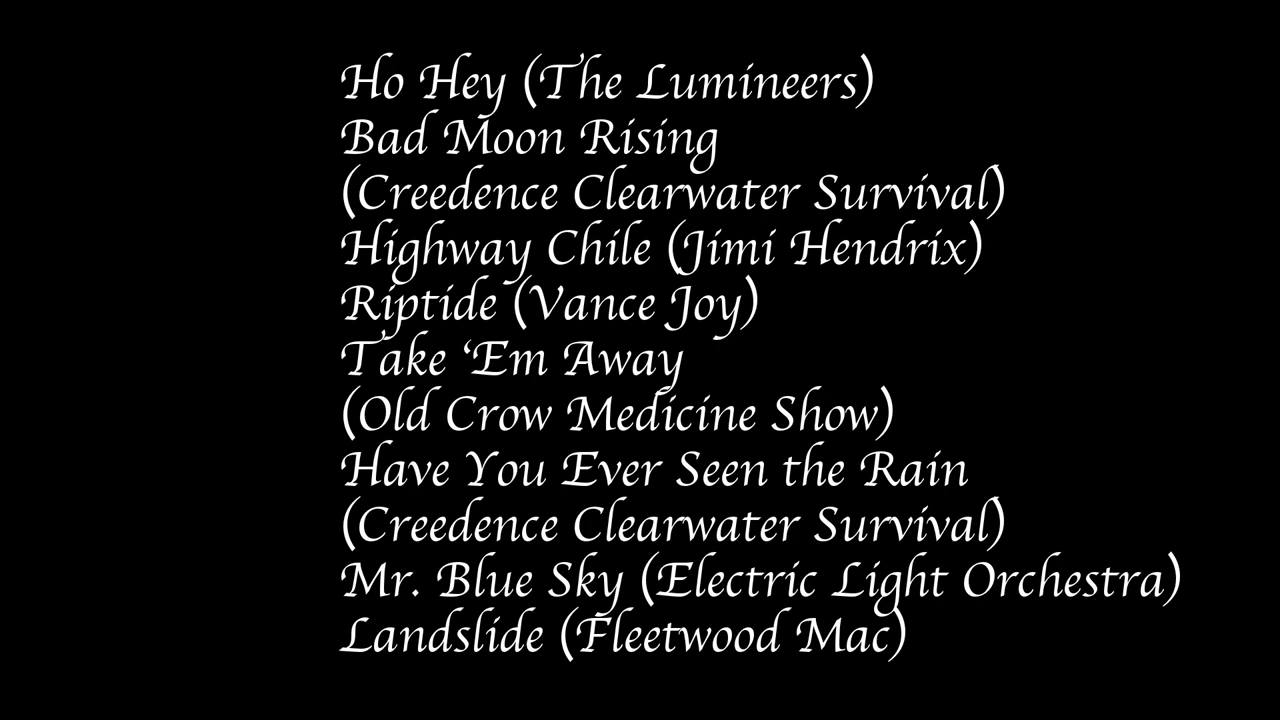 Ho Hey (The Lumineers)
Bad Moon Rising
(Creedence Clearwater Survival)
Highway Chile (Jimi Hendrix)
Riptide (Vance Joy)
Take ‘Em Away
(Old Crow Medicine Show)
Have You Ever Seen the Rain
(Creedence Clearwater Survival)
Mr. Blue Sky (Electric Light Orchestra)
Landslide (Fleetwood Mac)